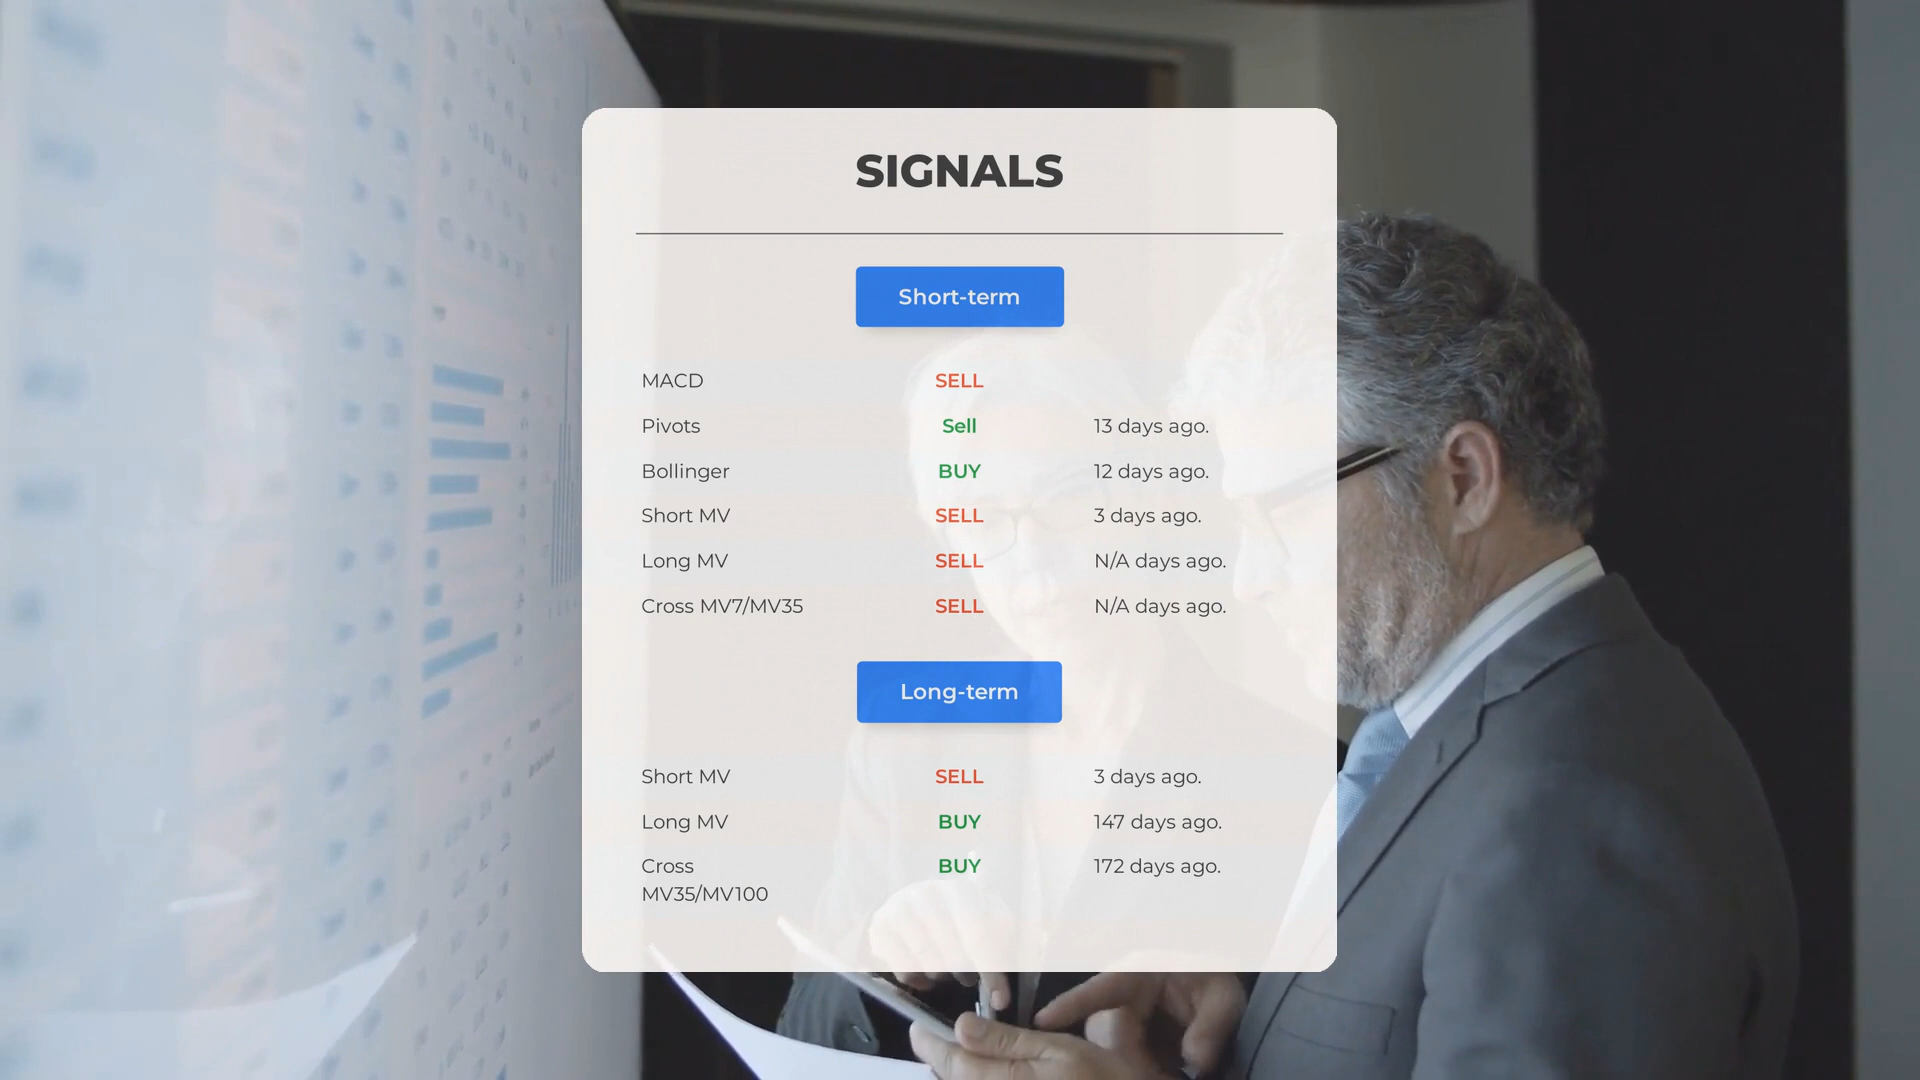 SIGNALS
Short-term
MACD SELL
Pivots Sell 13 days ago.
Bollinger BUY 12 days ago.
Short MV SELL 3 days ago.
Long MV SELL N/A days ago.
Cross MV7/MV35 SELL N/A days ago.
Long-term
Short MV SELL 3 days ago.
Long MV BUY 147 days ago.
Cross BUY 172 days ago.
MV35/MV100